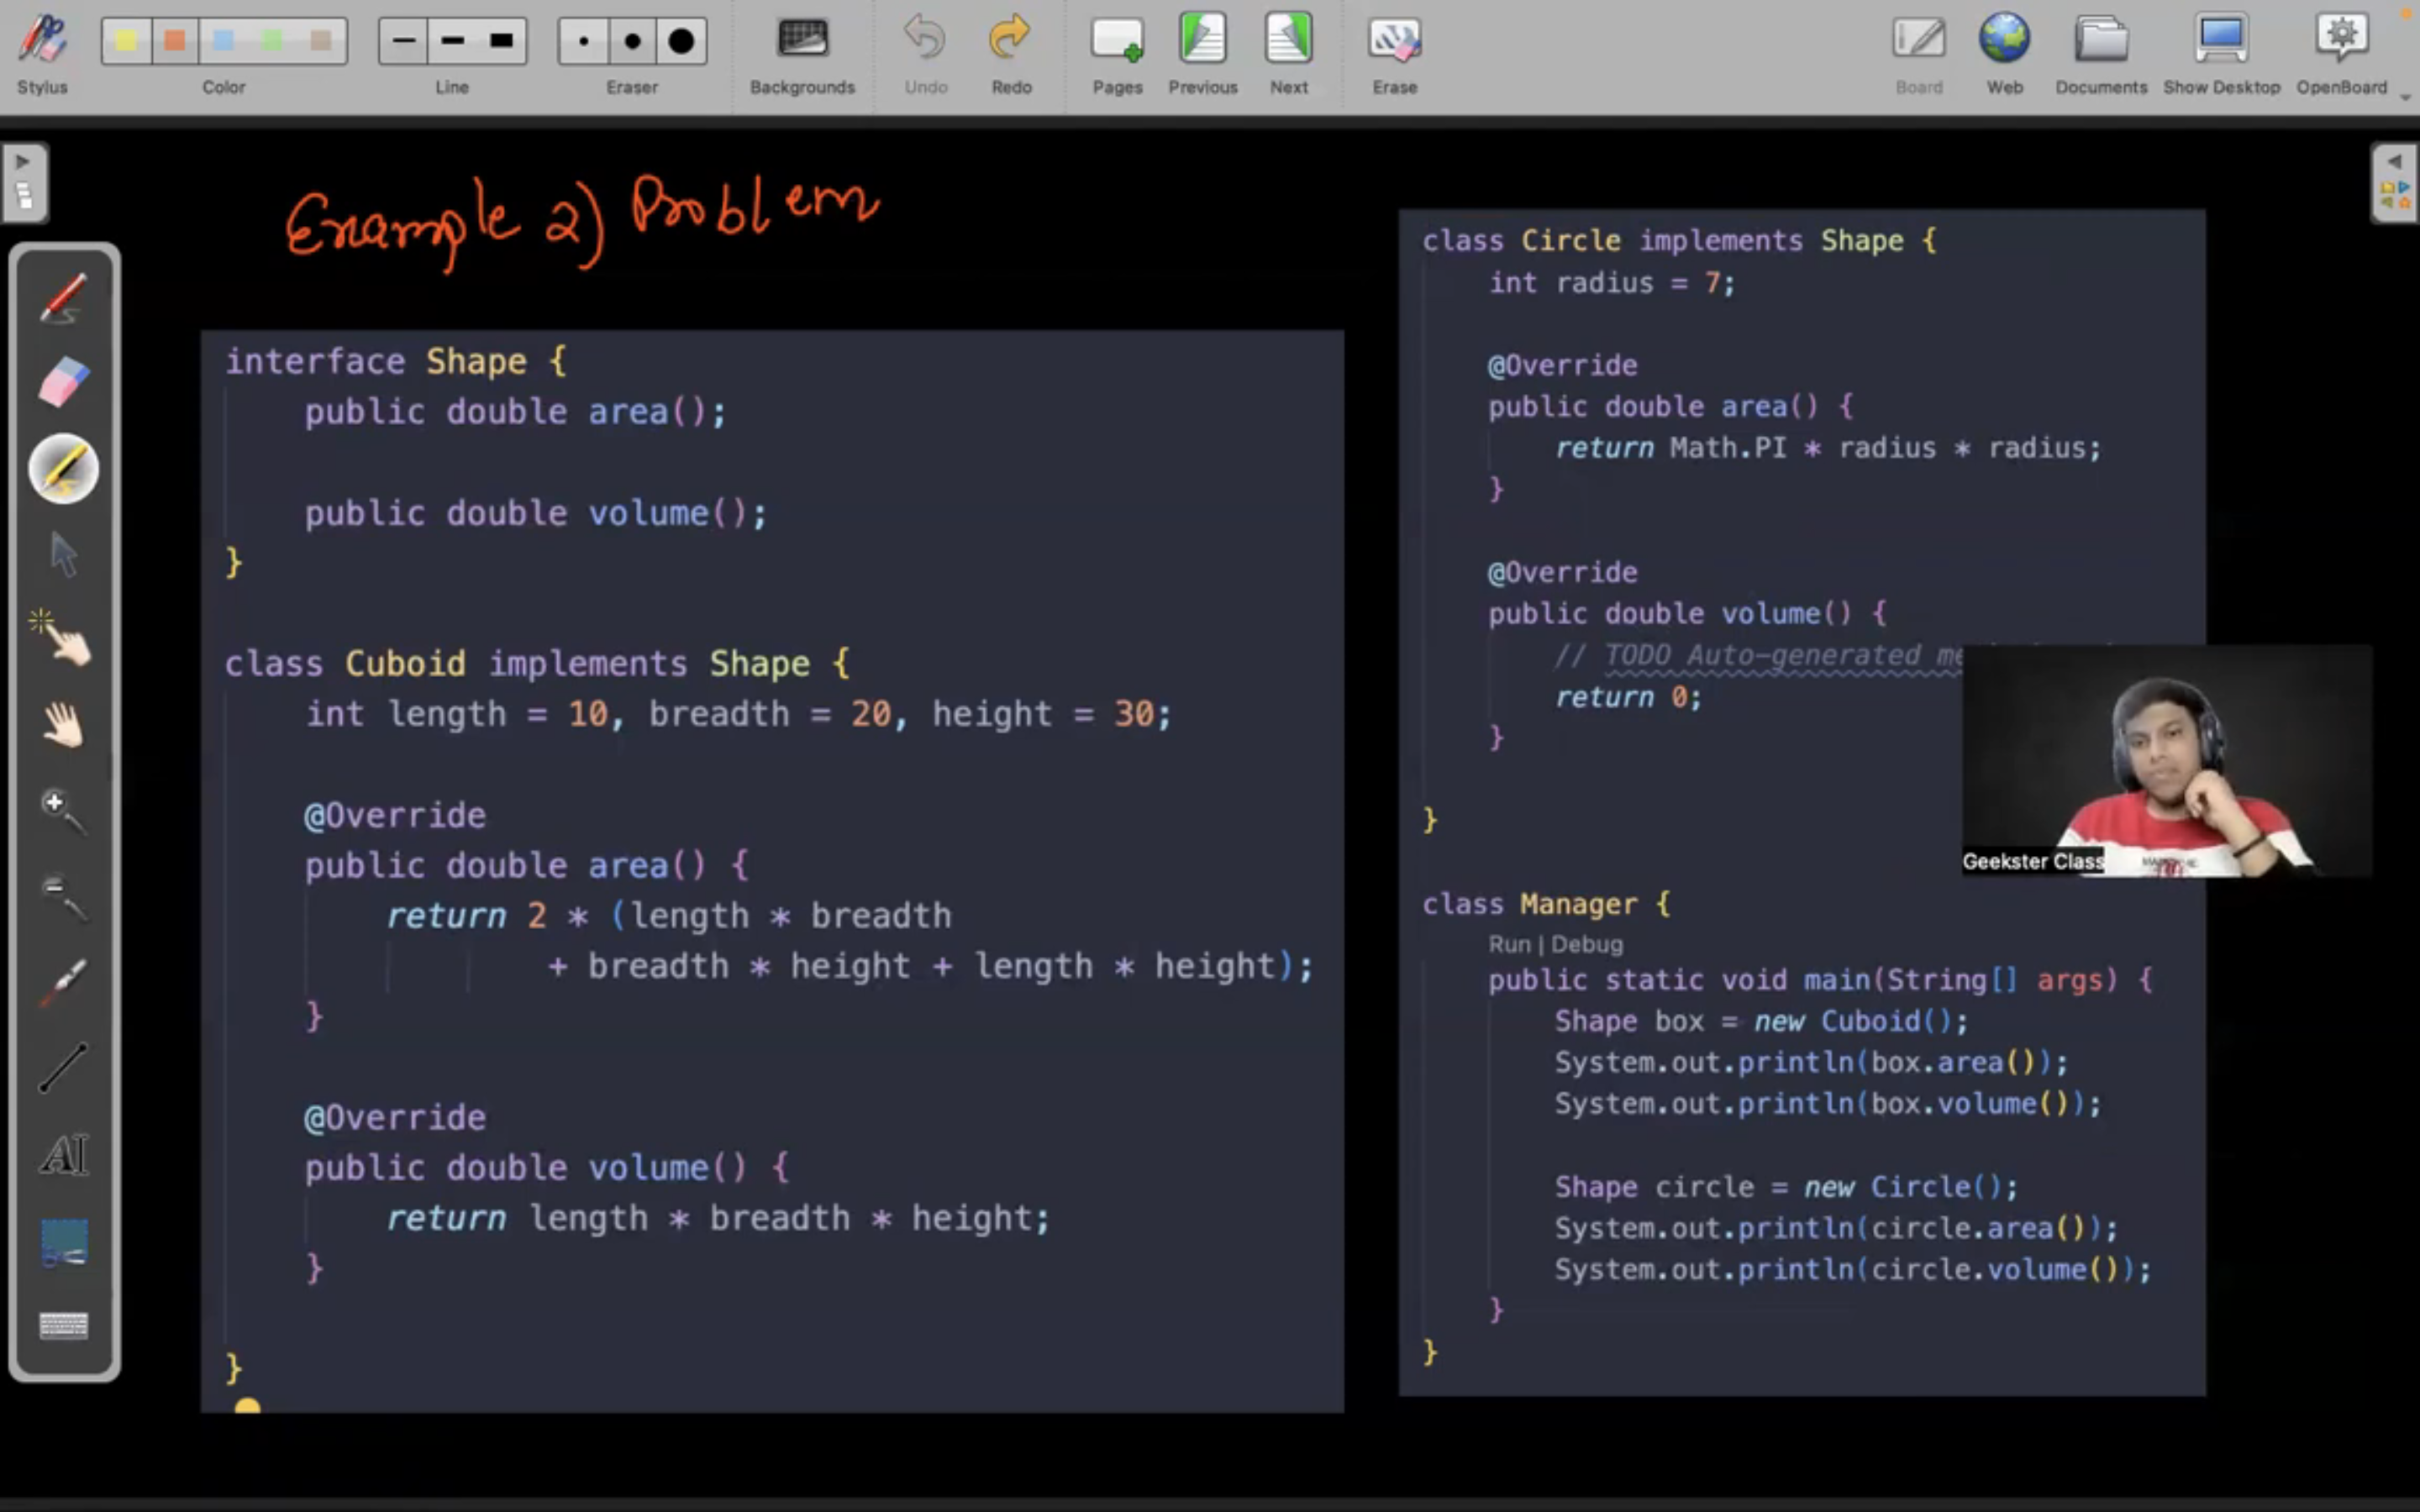 Stylus
Color
Line
Eraser
Backgrounds
Undo
Redo
Pages
Previous
Next
Erase
Board
Web
Documents
Show Desktop
OpenBoard
Example 2) Problem
interface Shape {
public double area();
public double volume();
}
class Cuboid implements Shape {
int length = 10, breadth = 20, height = 30;
@Override
public double area() {
return 2 * (length * breadth
+ breadth * height + length * height);
}
@Override
public double volume() {
return length * breadth * height;
}
}
class Circle implements Shape {
int radius = 7;
@Override
public double area() {
return Math.PI * radius * radius;
}
@Override
public double volume() {
// TODO Auto-generated me
return 0;
}
}
Geekster Class
class Manager {
Run | Debug
public static void main(String[] args) {
Shape box = new Cuboid();
System.out.println(box.area());
System.out.println(box.volume());
Shape circle = new Circle();
System.out.println(circle.area());
System.out.println(circle.volume());
}
}
AI